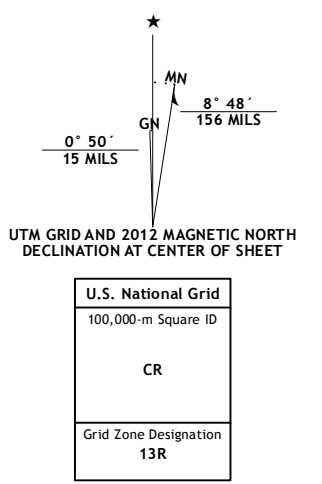 ★
MN
GN
8° 48´
156 MILS
0° 50´
15 MILS
UTM GRID AND 2012 MAGNETIC NORTH
DECLINATION AT CENTER OF SHEET
U.S. National Grid
100,000-m Square ID
CR
Grid Zone Designation
13R